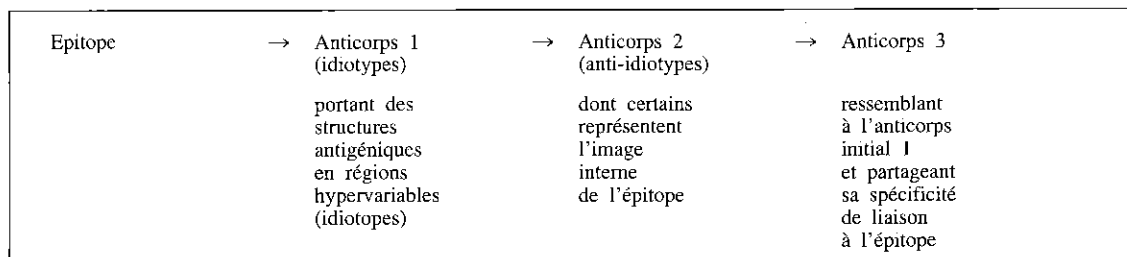 Epitope → Anticorps 1 → Anticorps 2 → Anticorps 3
(idiotypes) (anti-idiotypes)
portant des dont certains ressemblant
structures représentent à l'anticorps
antigéniques l'image initial 1
en régions interne et partageant
hypervariables de l'épitope sa spécificité
(idiotopes) de liaison
à l'épitope